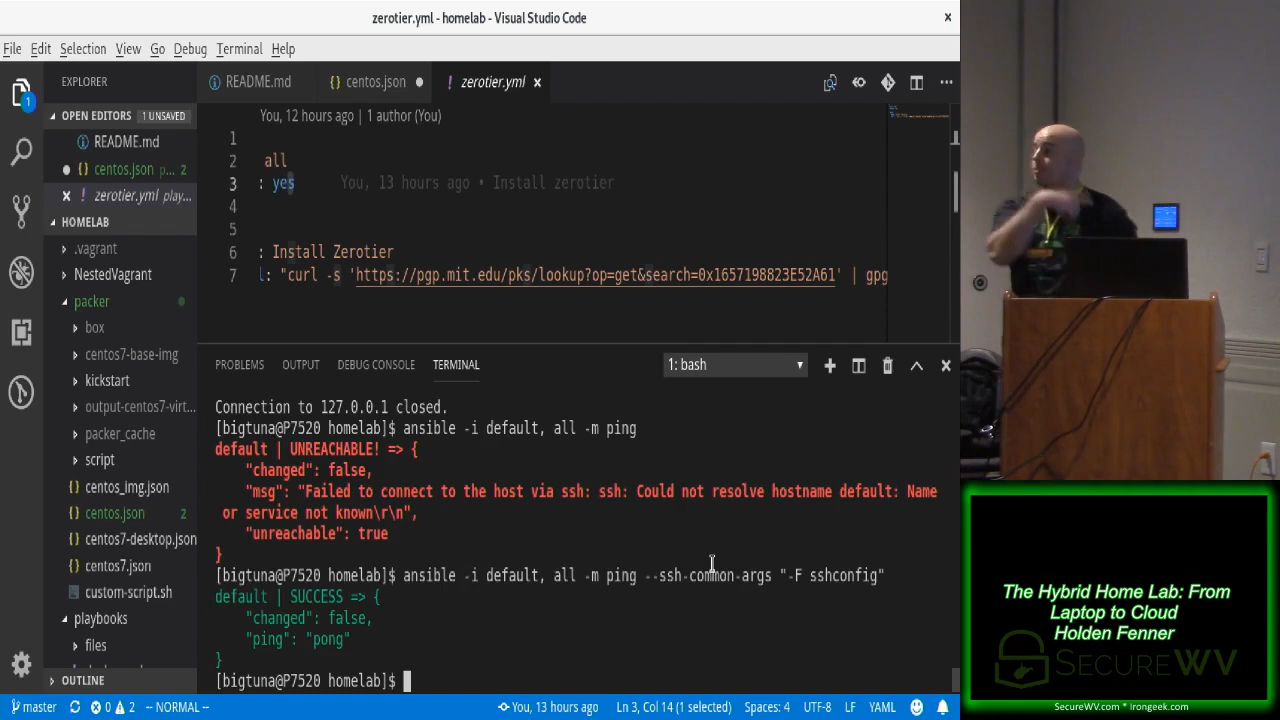 zerotier.yml - homelab - Visual Studio Code
File Edit Selection View Go Debug Terminal Help
1
EXPLORER
README.md
centos.json
zerotier.yml
OPEN EDITORS 1 UNSAVED
README.md
centos.json p... 2
zerotier.yml play...
HOMELAB
.vagrant
NestedVagrant
packer
box
centos7-base-img
kickstart
output-centos7-virt...
packer_cache
script
centos_img.json
centos.json 2
centos7-desktop.json
centos7.json
custom-script.sh
playbooks
files
OUTLINE
You, 12 hours ago | 1 author (You)
1
2 all
3 : yes You, 13 hours ago • Install zerotier
4
5
6 : Install Zerotier
7 l: "curl -s 'https://pgp.mit.edu/pks/lookup?op=get&search=0x1657198823E52A61' | gpg
PROBLEMS OUTPUT DEBUG CONSOLE TERMINAL 1: bash
Connection to 127.0.0.1 closed.
[bigtuna@P7520 homelab]$ ansible -i default, all -m ping
default | UNREACHABLE! => {
"changed": false,
"msg": "Failed to connect to the host via ssh: ssh: Could not resolve hostname default: Name
or service not known\r\n",
"unreachable": true
}
[bigtuna@P7520 homelab]$ ansible -i default, all -m ping --ssh-common-args "-F sshconfig"
default | SUCCESS => {
"changed": false,
"ping": "pong"
}
[bigtuna@P7520 homelab]$
master 0 2 -- NORMAL -- You, 13 hours ago Ln 3, Col 14 (1 selected) Spaces: 4 UTF-8 LF YAML
The Hybrid Home Lab: From
Laptop to Cloud
Holden Fenner
SECUREWV
SecureWV.com * irongeek.com